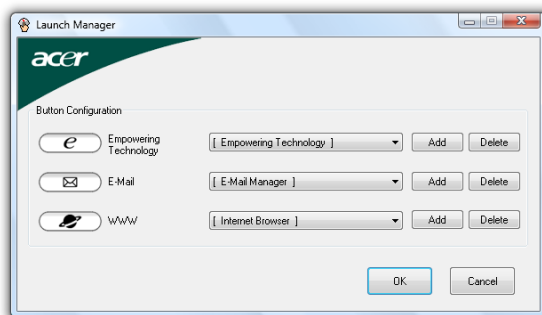 Launch Manager
acer
Button Configuration
e Empowering Technology [ Empowering Technology ] Add Delete
E-Mail [ E-Mail Manager ] Add Delete
WWW [ Internet Browser ] Add Delete
OK Cancel